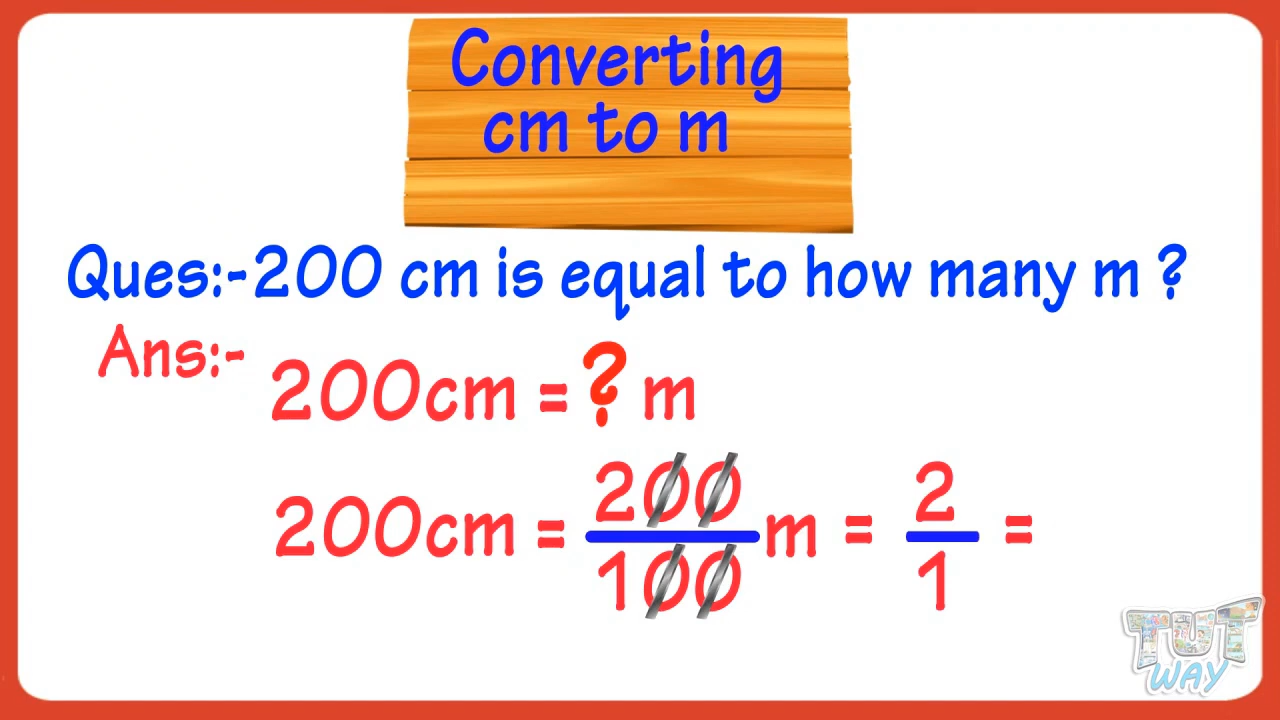 Converting
cm to m
Ques:-200 cm is equal to how many m ?
Ans:-
200cm = ? m
200cm = 200/100 m = 2/1 =
TUT
WAY